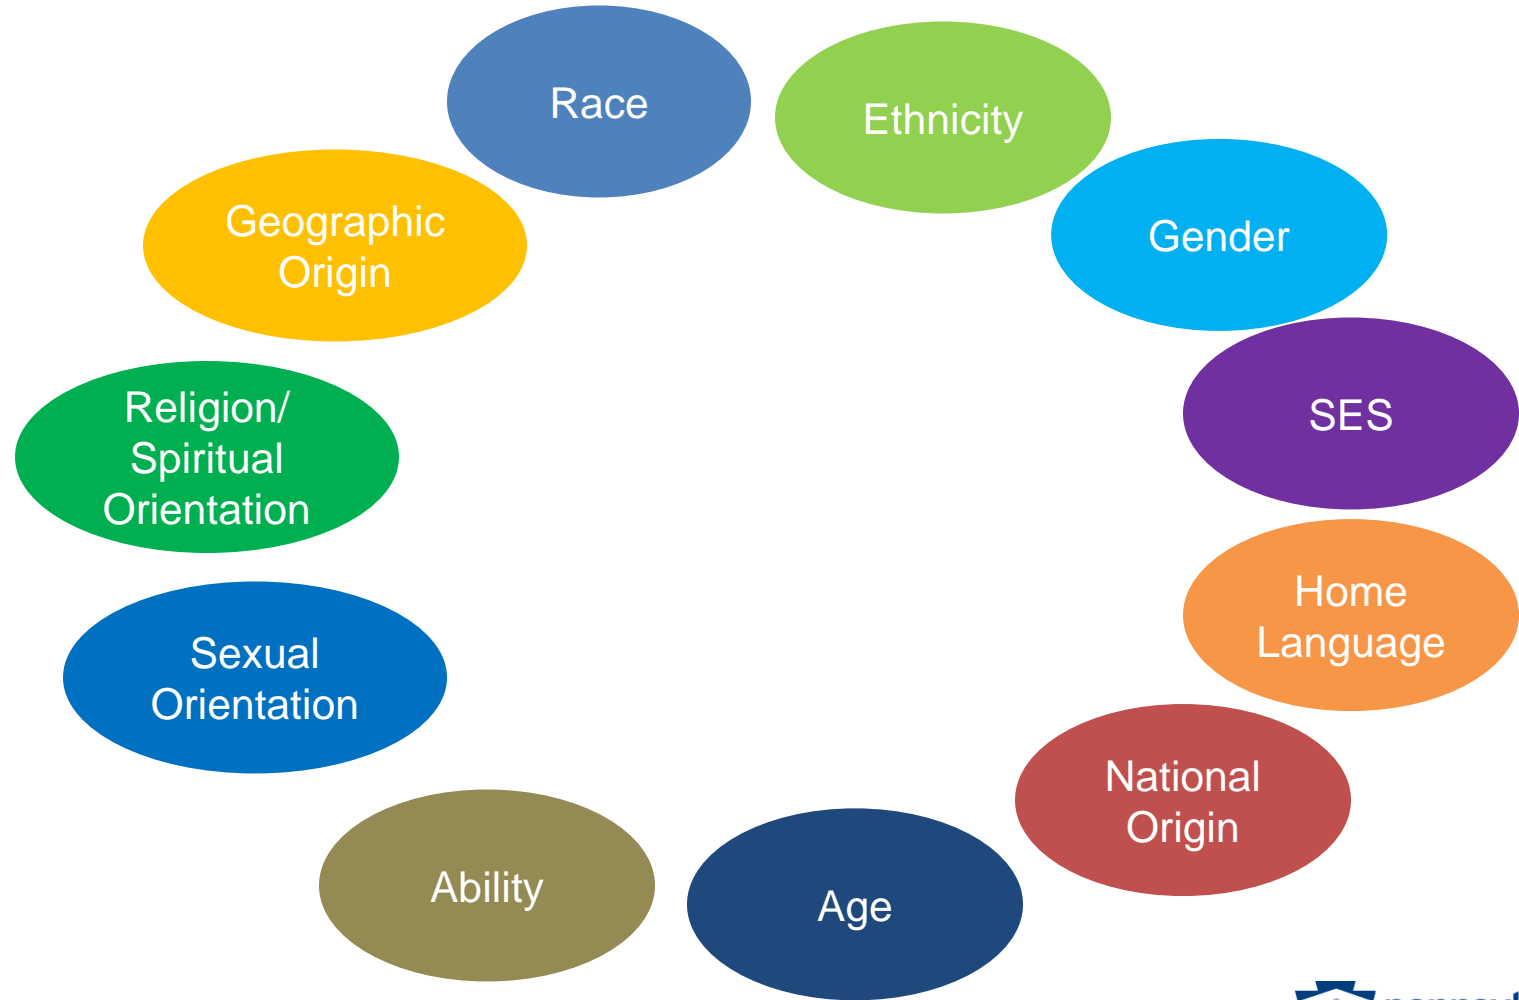 Race
Ethnicity
Gender
SES
Home
Language
National
Origin
Age
Ability
Sexual
Orientation
Religion/
Spiritual
Orientation
Geographic
Origin